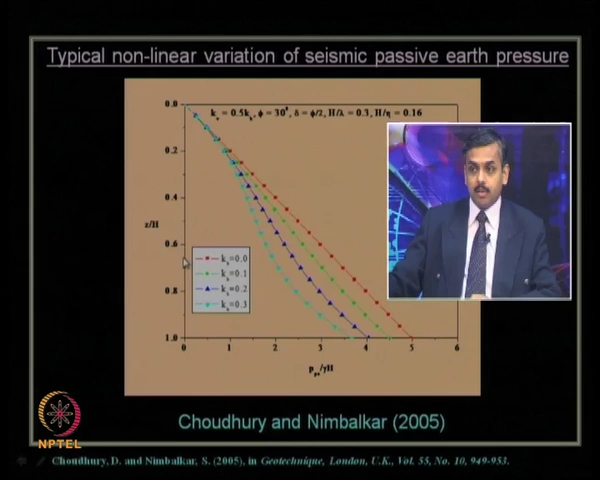 Typical non-linear variation of seismic passive earth pressure
kv = 0.5kh, φ = 30⁰, δ = φ/2, H/λ = 0.3, H/η = 0.16
0.0
0.2
0.4
z/H
0.6
0.8
1.0
kh=0.0
kh=0.1
kh=0.2
kh=0.3
0 1 2 3 4 5 6
ppe/γH
Choudhury and Nimbalkar (2005)
NPTEL
Choudhury, D. and Nimbalkar, S. (2005), in Geotechnique, London, U.K., Vol. 55, No. 10, 949-953.